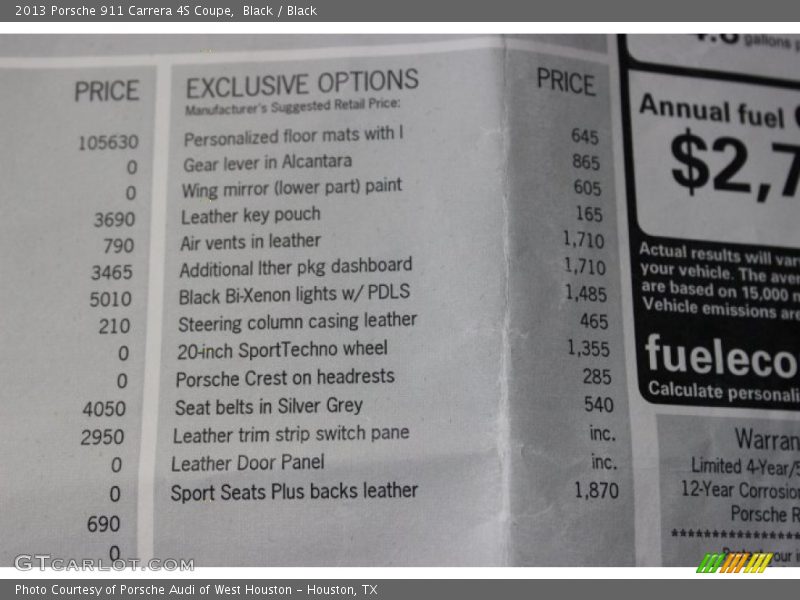 2013 Porsche 911 Carrera 4S Coupe,  Black / Black
PRICE
105630
0
0
3690
790
3465
5010
210
0
0
4050
2950
0
0
690
0
EXCLUSIVE OPTIONS PRICE
Manufacturer's Suggested Retail Price:
Personalized floor mats with l 645
Gear lever in Alcantara 865
Wing mirror (lower part) paint 605
Leather key pouch 165
Air vents in leather 1,710
Additional lther pkg dashboard 1,710
Black Bi-Xenon lights w/ PDLS 1,485
Steering column casing leather 465
20-inch SportTechno wheel 1,355
Porsche Crest on headrests 285
Seat belts in Silver Grey 540
Leather trim strip switch pane inc.
Leather Door Panel inc.
Sport Seats Plus backs leather 1,870
gallons
Annual fuel
$2,7
Actual results will var
your vehicle. The aver
are based on 15,000 m
Vehicle emissions are
fueleco
Calculate personali
Warran
Limited 4-Year/5
12-Year Corrosion
Porsche R
Protect your i
GTCARLOT.COM
Photo Courtesy of Porsche Audi of West Houston – Houston, TX